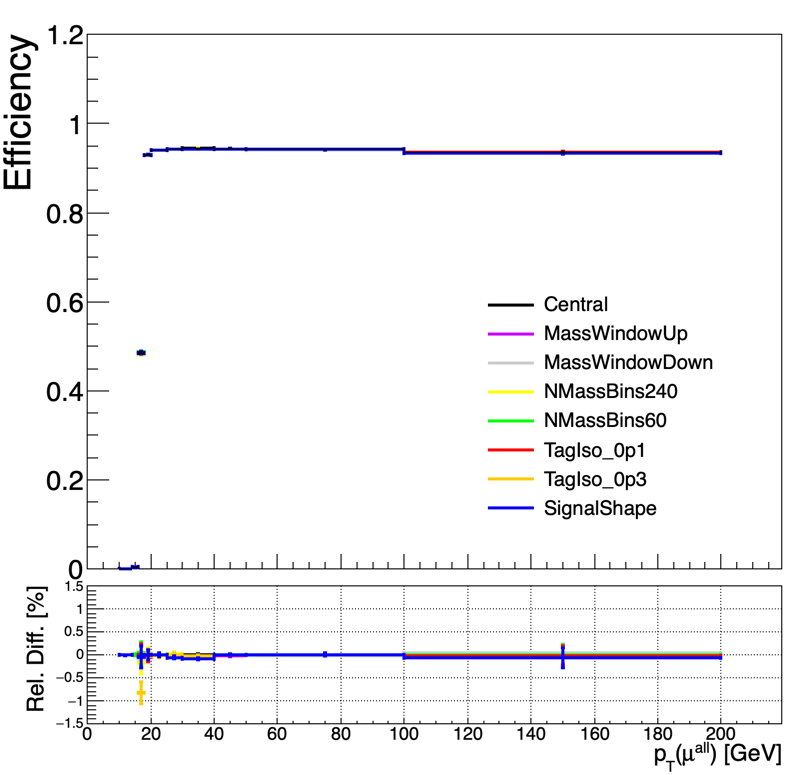 Efficiency
1.2
1
0.8
0.6
0.4
0.2
0
Central
MassWindowUp
MassWindowDown
NMassBins240
NMassBins60
TagIso_0p1
TagIso_0p3
SignalShape
Rel. Diff. [%]
1.5
1
0.5
0
−0.5
−1
−1.5
0 20 40 60 80 100 120 140 160 180 200
p_T(μ^all) [GeV]